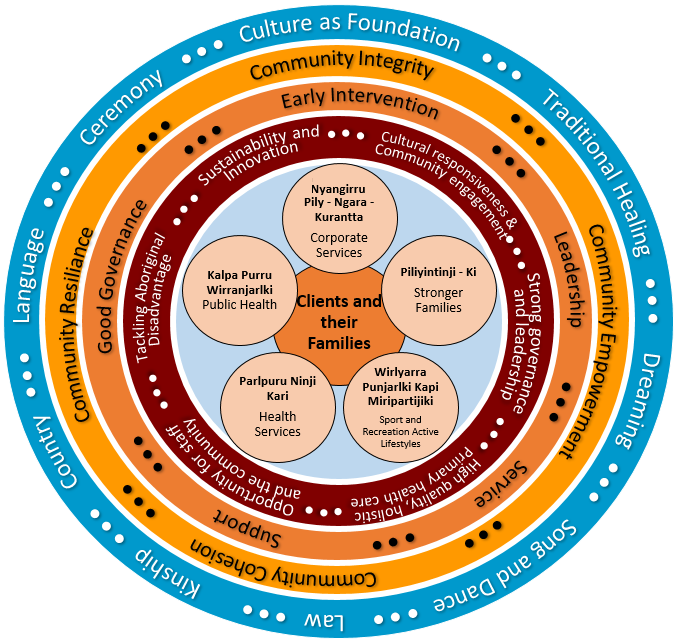 Culture as Foundation
Traditional Healing
Dreaming
Song and Dance
Law
Kinship
Country
Language
Ceremony
Community Integrity
Community Empowerment
Community Cohesion
Community Resiliance
Early Intervention
Leadership
Service
Support
Good Governance
Sustainability and
Innovation
Cultural responsiveness &
Community engagement
Strong governance
and leadership
High quality, holistic
Primary health care
Opportunity for staff
and the community
Tackling Aboriginal
Disadvantage
Nyangirru
Pily - Ngara -
Kurantta
Corporate
Services
Piliyintinji - Ki
Stronger
Families
Wirlyarra
Punjarlki Kapi
Miripartijiki
Sport and
Recreation Active
Lifestyles
Parlpuru Ninji
Kari
Health
Services
Kalpa Purru
Wirranjarlki
Public Health
Clients and
their
Families